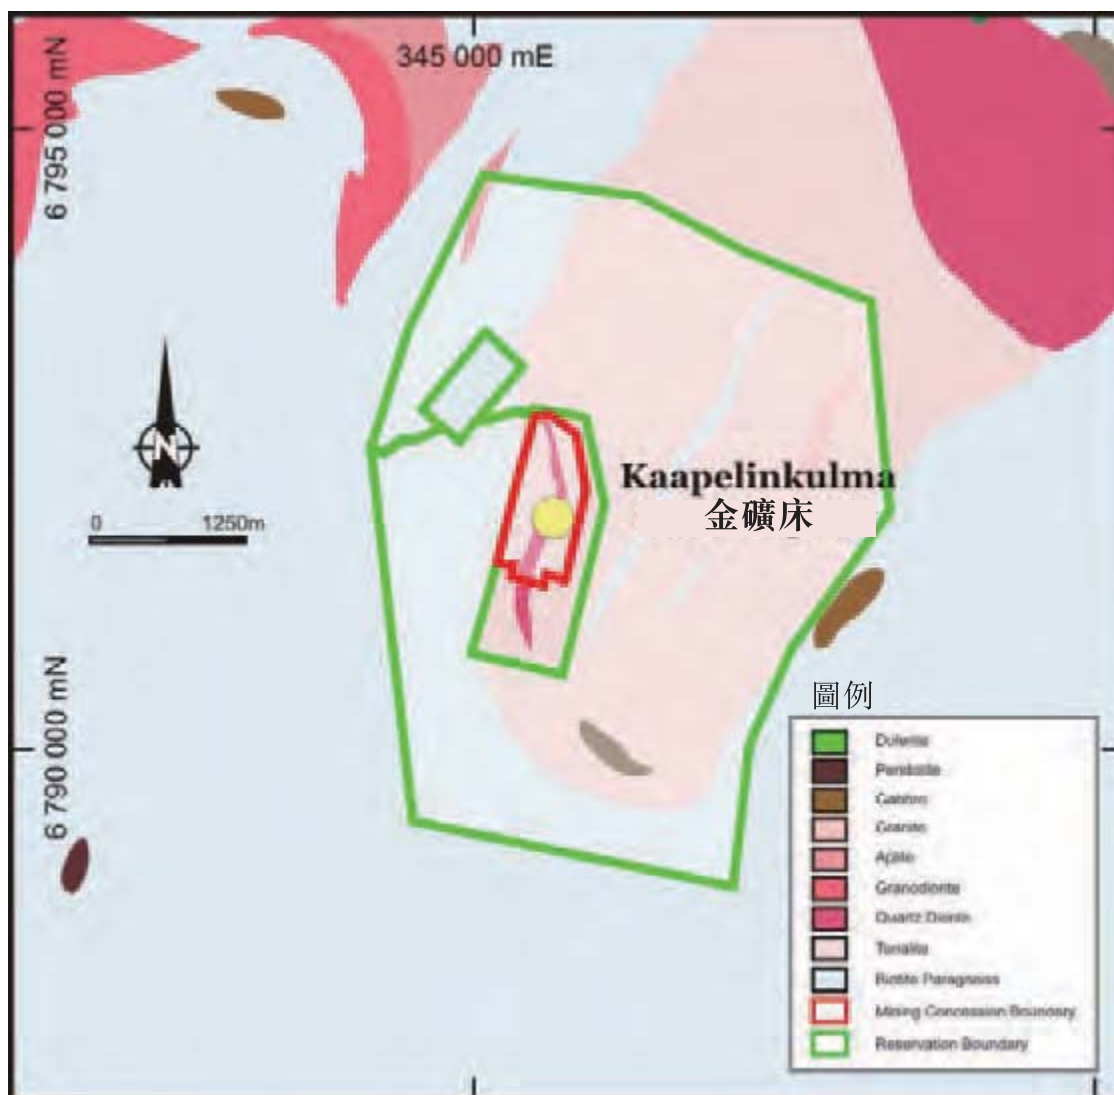 345 000 mE
6 795 000 mN
N
0 1250m
Kaapelinkulma
金礦床
6 790 000 mN
圖例
Dolerite
Peridotite
Gabbro
Granite
Aplite
Granodiorite
Quartz Diorite
Tonalite
Biotite Paragneiss
Mining Concession Boundary
Reservation Boundary